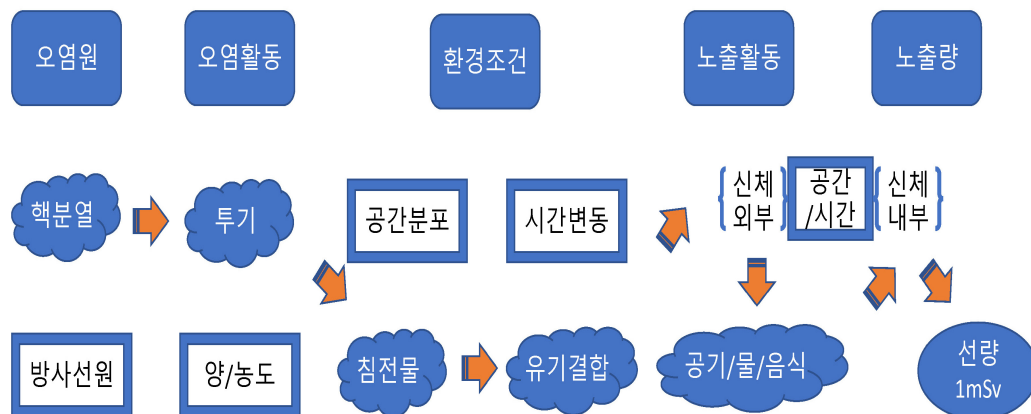 오염원
오염활동
환경조건
노출활동
노출량
핵분열
투기
공간분포
시간변동
신체
외부
공간
/시간
신체
내부
방사선원
양/농도
침전물
유기결합
공기/물/음식
선량
1mSv